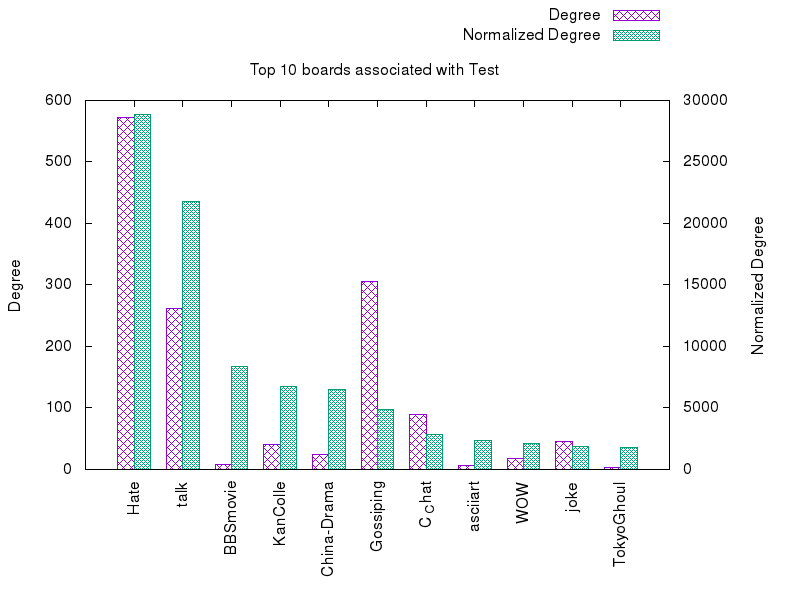 Degree
Normalized Degree
Top 10 boards associated with Test
600
500
400
300
200
100
0
30000
25000
20000
15000
10000
5000
0
Degree
Normalized Degree
Hate
talk
BBSmovie
KanColle
China-Drama
Gossiping
C chat
asciiart
WOW
joke
TokyoGhoul